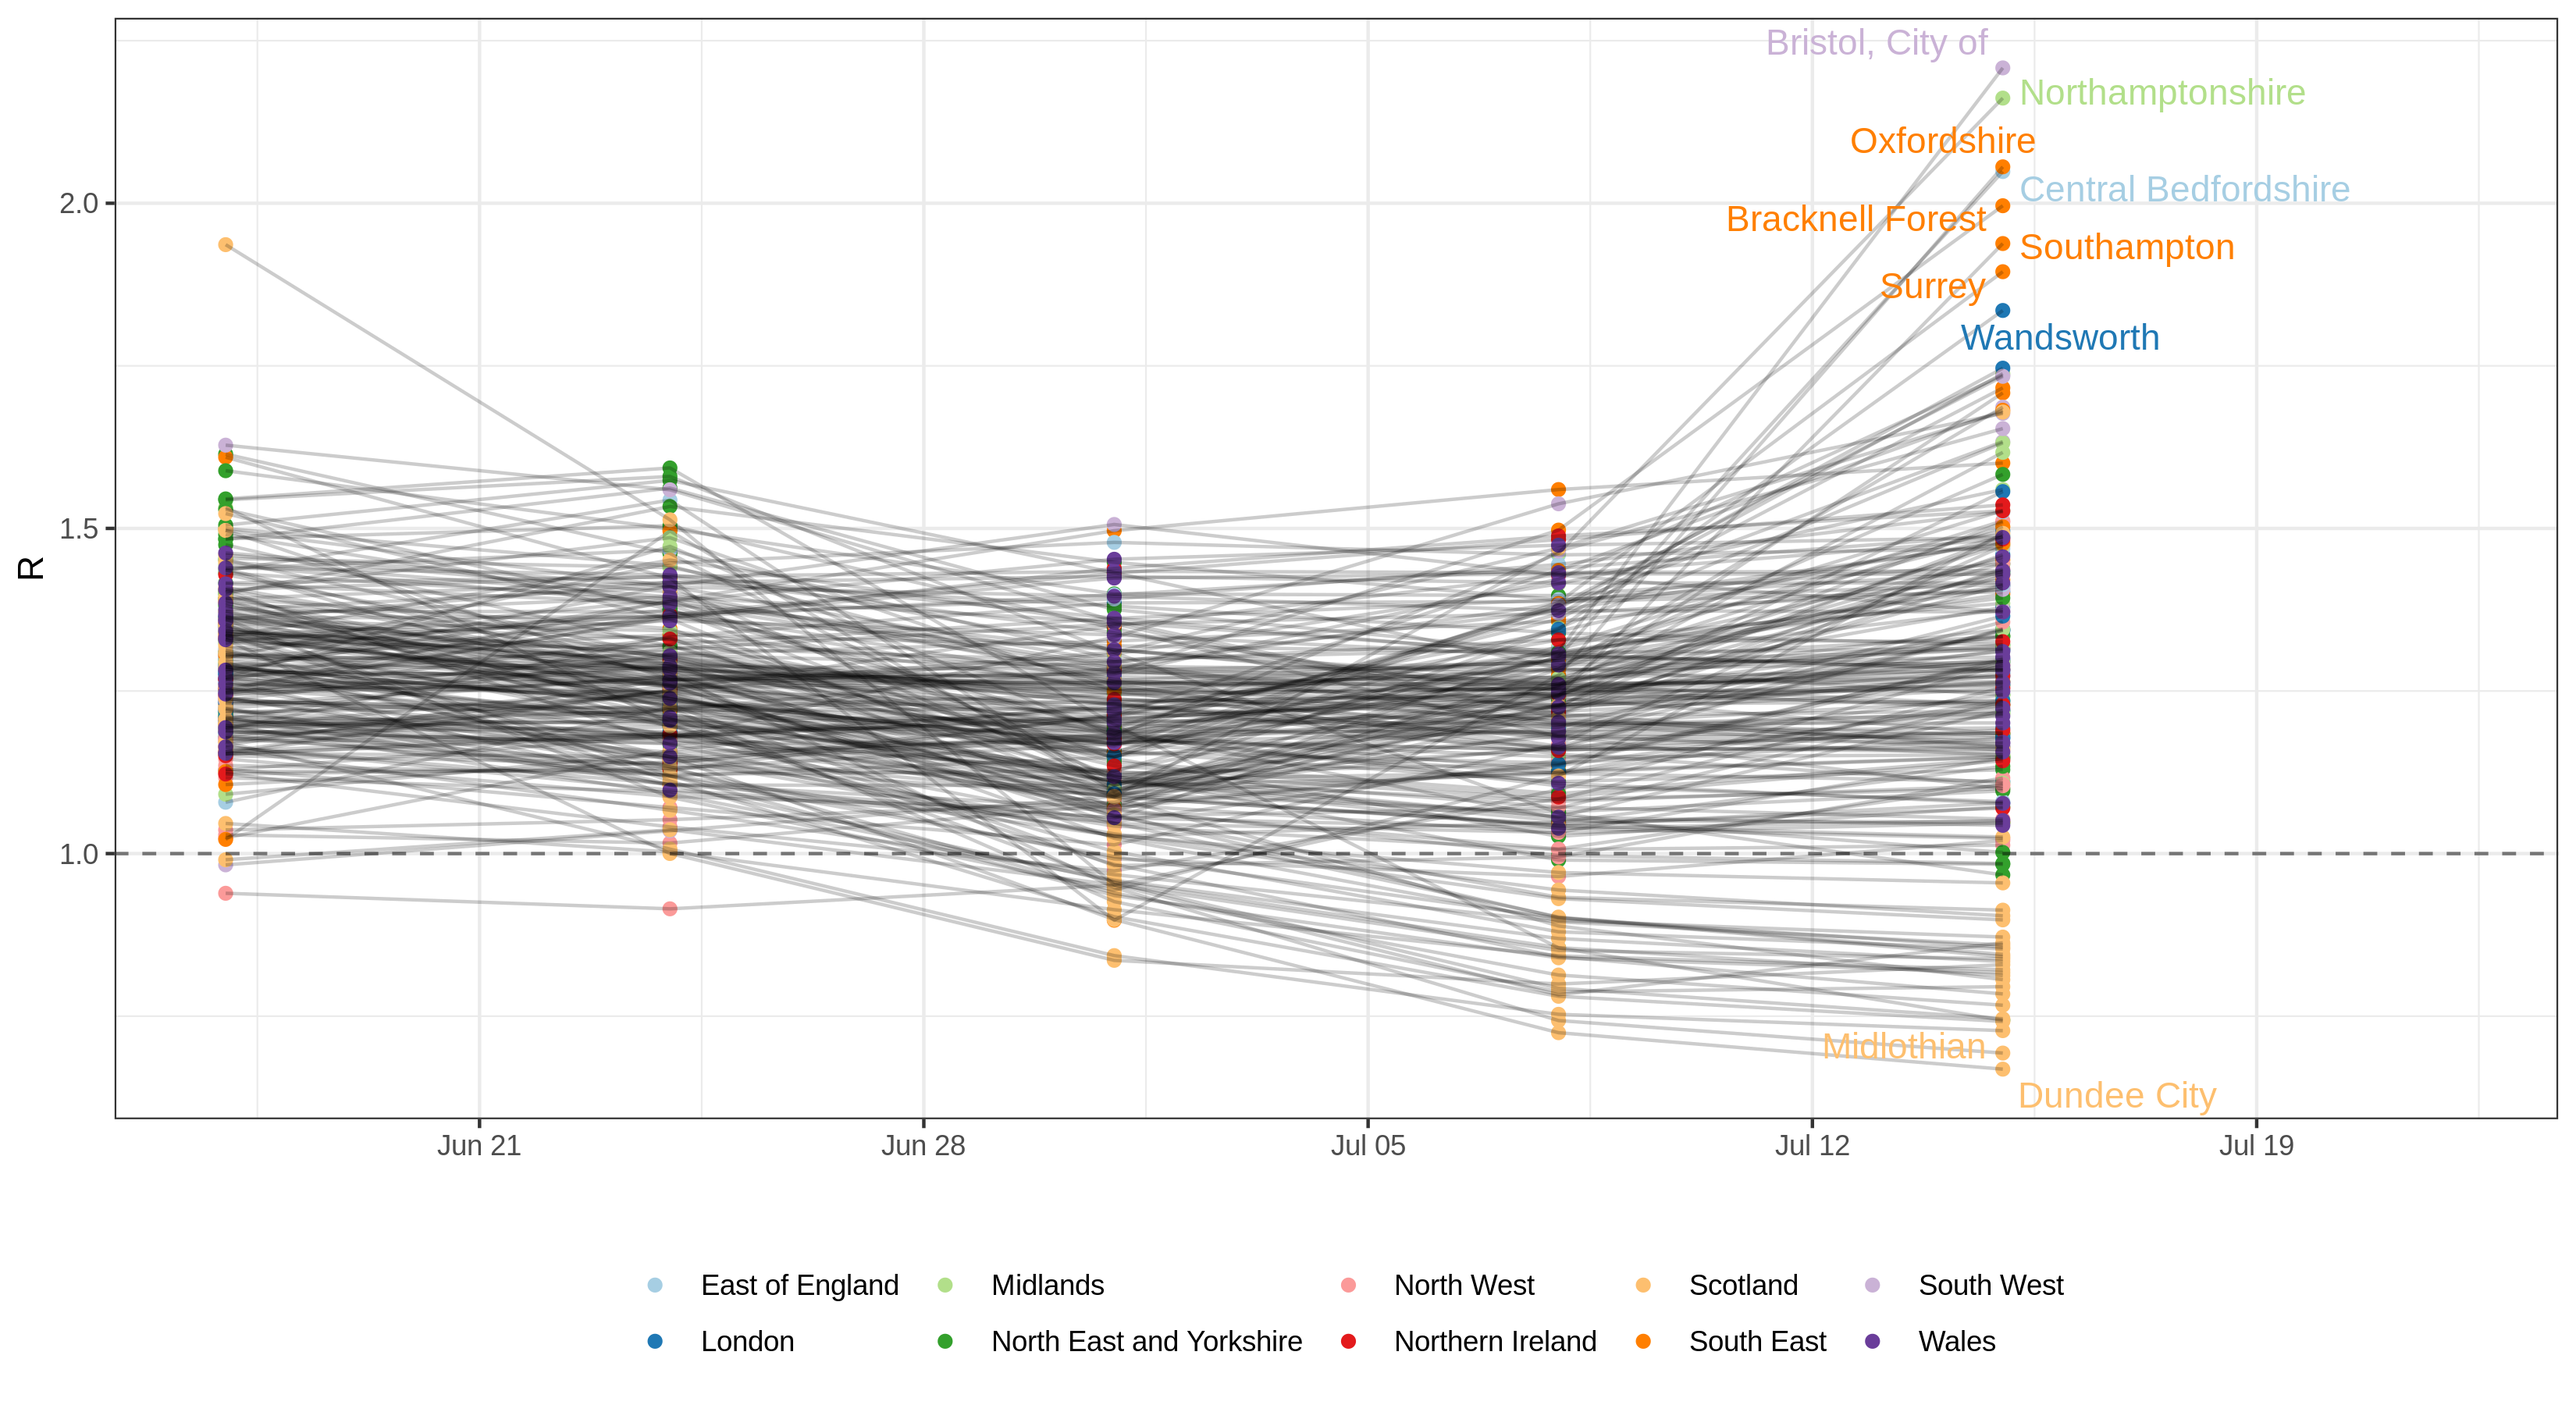 Bristol, City of
Northamptonshire
Oxfordshire
Central Bedfordshire
Bracknell Forest
Southampton
Surrey
Wandsworth
Midlothian
Dundee City
2.0
1.5
1.0
R
Jun 21 Jun 28 Jul 05 Jul 12 Jul 19
East of England Midlands North West Scotland South West
London North East and Yorkshire Northern Ireland South East Wales